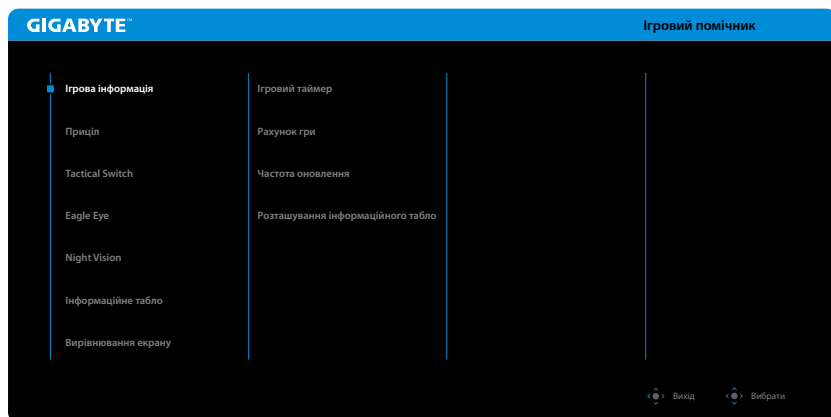 GIGABYTE™
Ігровий помічник
Ігрова інформація
Приціл
Tactical Switch
Eagle Eye
Night Vision
Інформаційне табло
Вирівнювання екрану
Ігровий таймер
Рахунок гри
Частота оновлення
Розташування інформаційного табло
Вихід
Вибрати